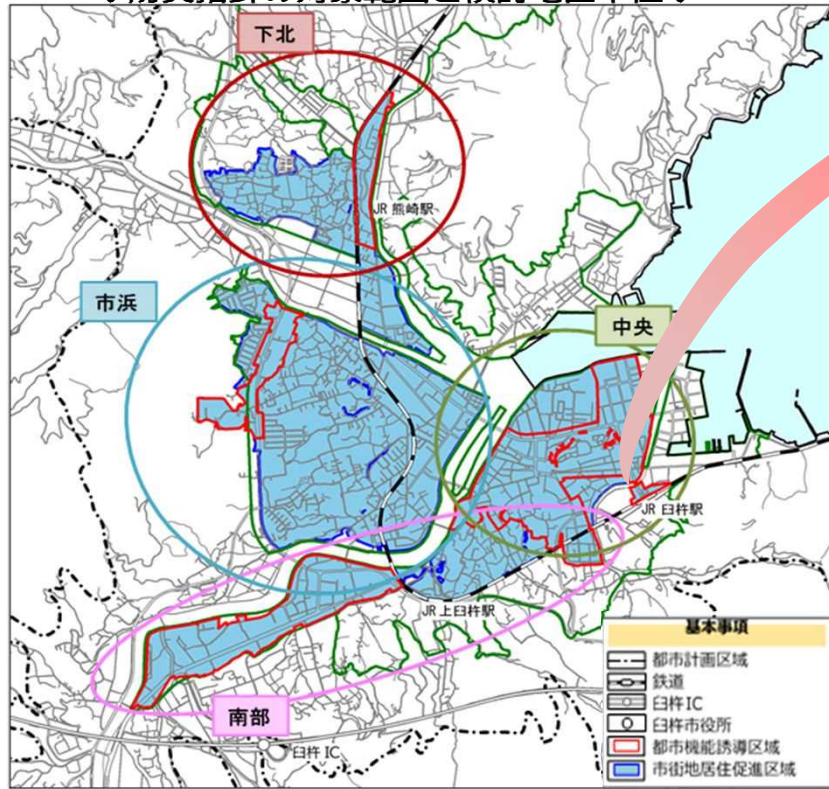 下北
JR 熊崎駅
市浜
中央
JR 臼杵駅
JR 上臼杵駅
南部
臼杵 IC
基本事項
都市計画区域
鉄道
臼杵 IC
臼杵市役所
都市機能誘導区域
市街地居住促進区域